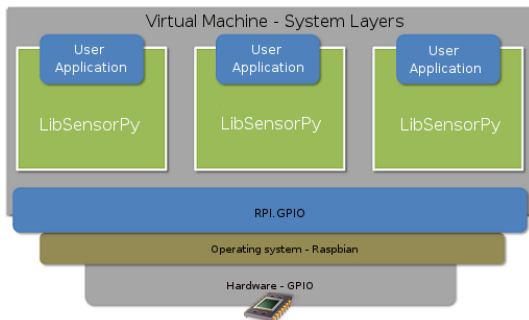 Virtual Machine - System Layers
User
Application
User
Application
User
Application
LibSensorPy
LibSensorPy
LibSensorPy
RPI.GPIO
Operating system - Raspbian
Hardware - GPIO